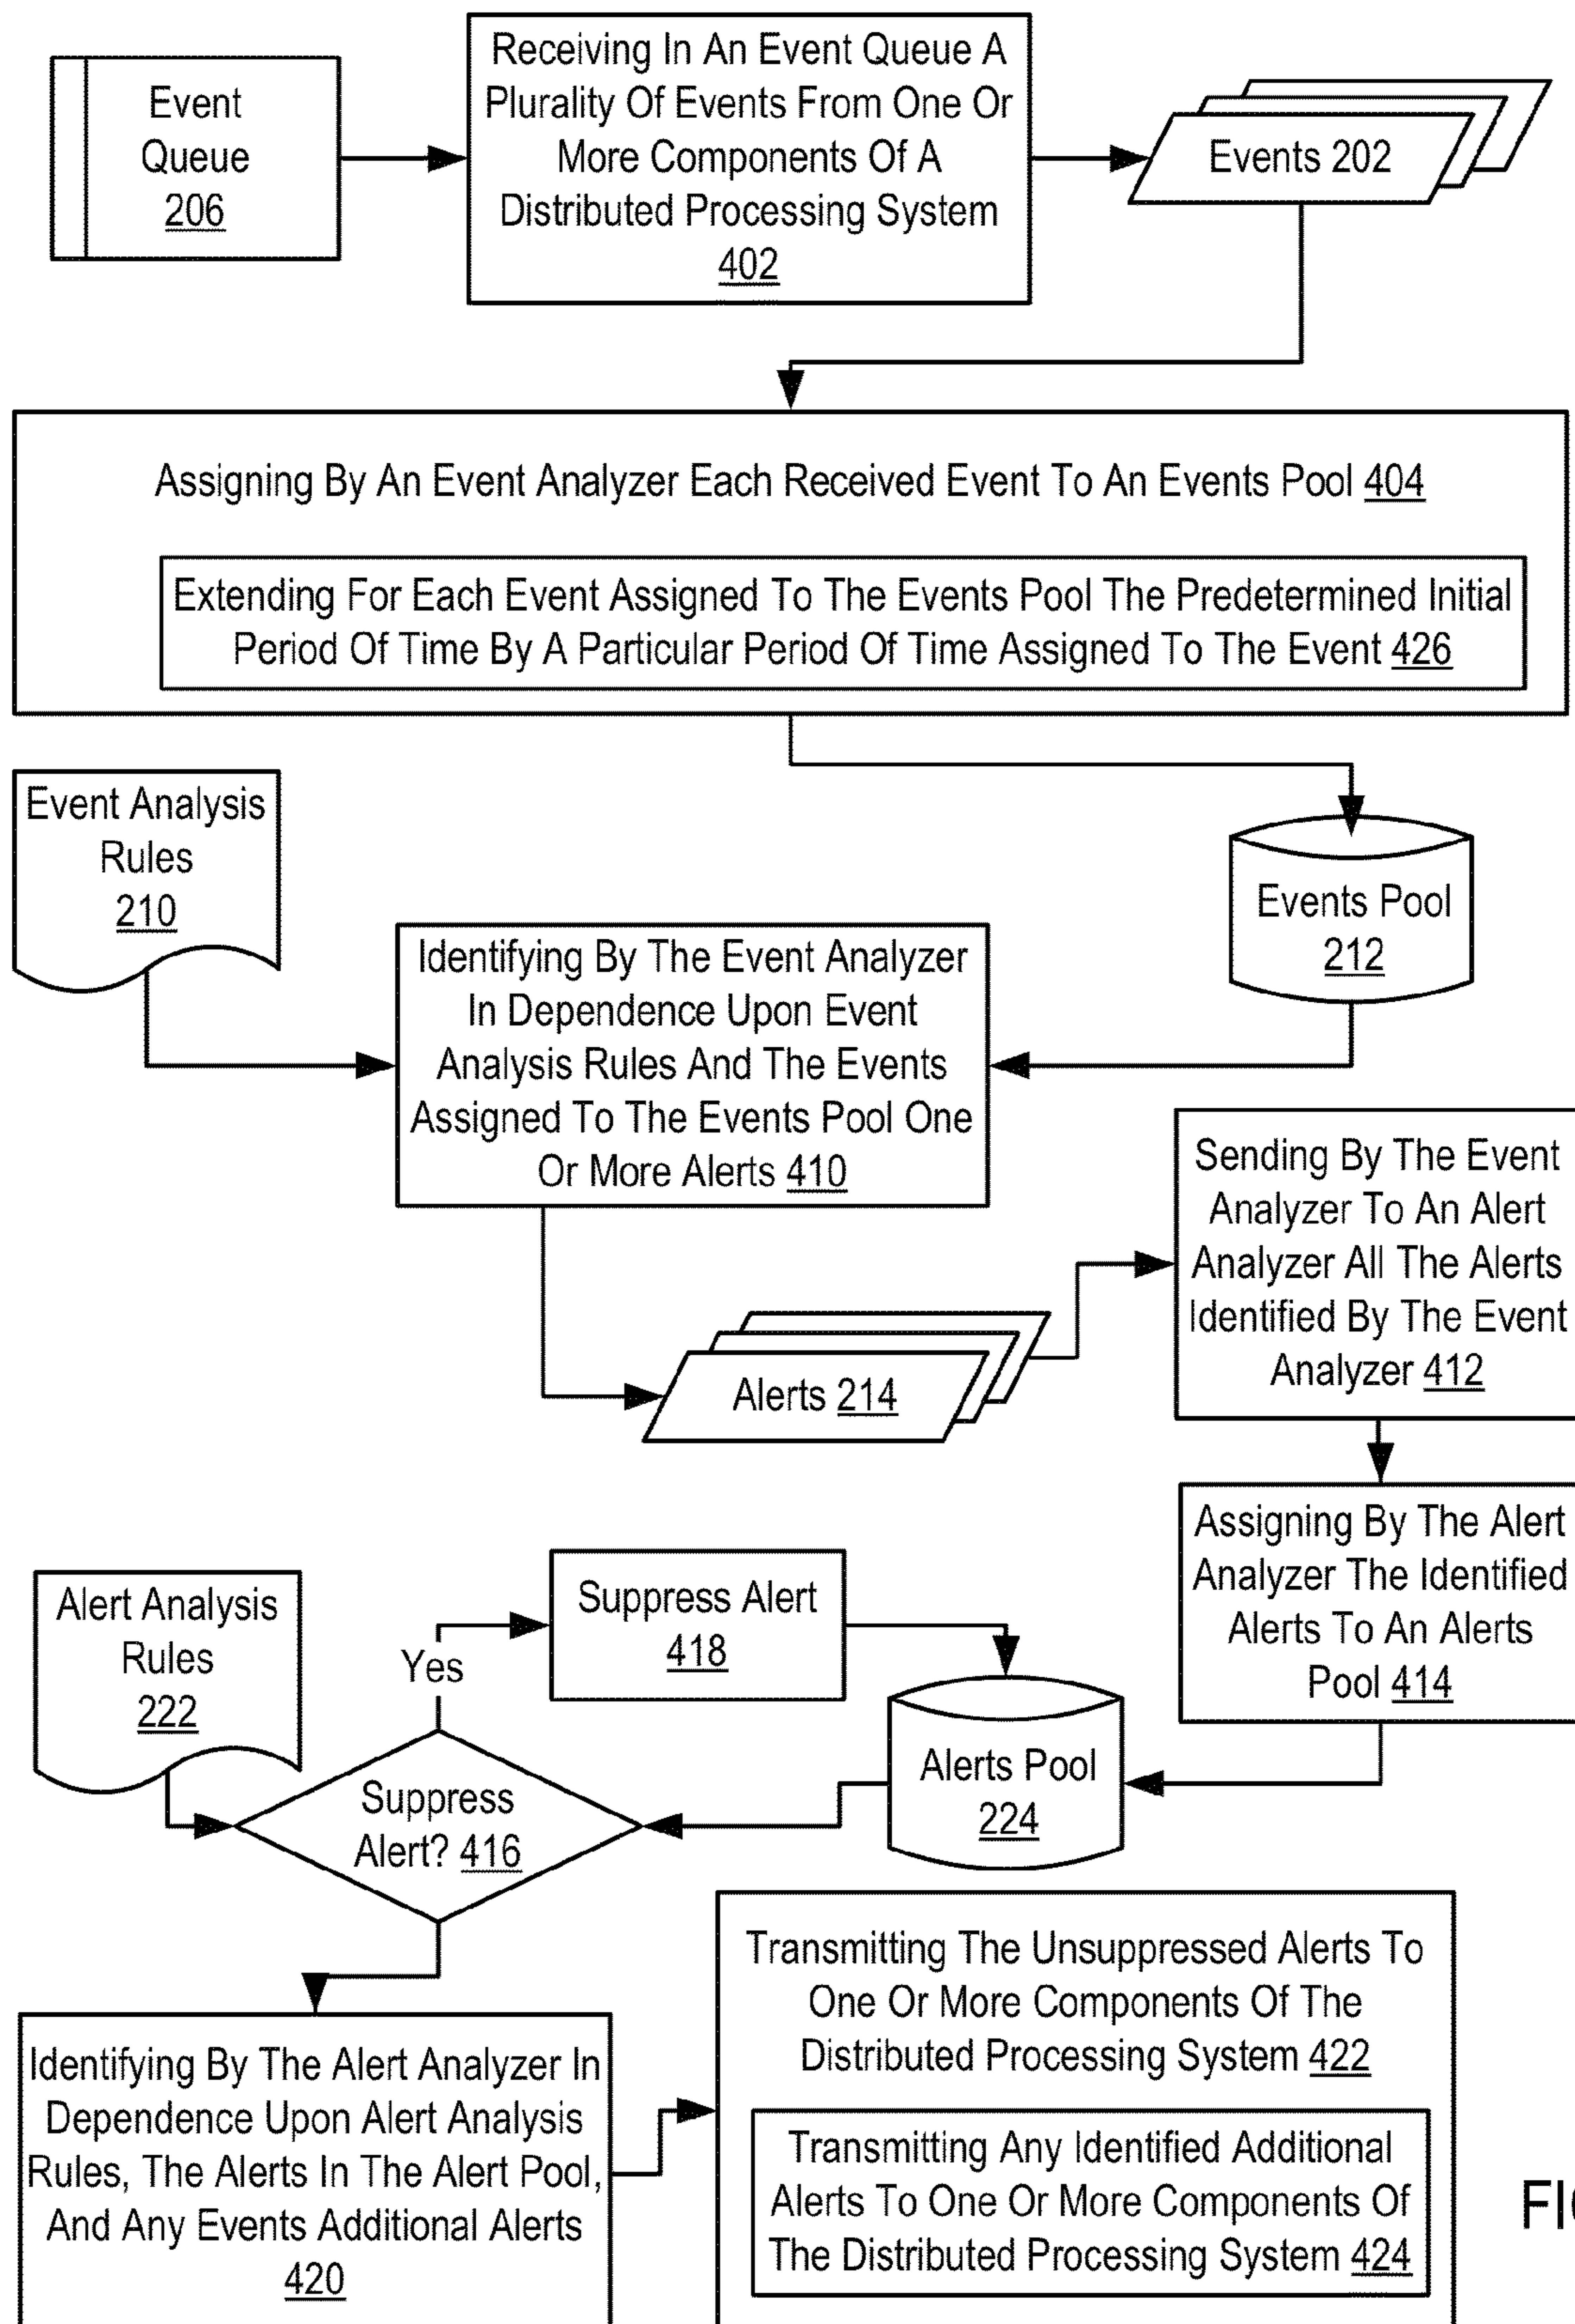 Event
Queue
206
Receiving In An Event Queue A
Plurality Of Events From One Or
More Components Of A
Distributed Processing System
402
Events 202
Assigning By An Event Analyzer Each Received Event To An Events Pool 404
Extending For Each Event Assigned To The Events Pool The Predetermined Initial
Period Of Time By A Particular Period Of Time Assigned To The Event 426
Event Analysis
Rules
210
Events Pool
212
Identifying By The Event Analyzer
In Dependence Upon Event
Analysis Rules And The Events
Assigned To The Events Pool One
Or More Alerts 410
Sending By The Event
Analyzer To An Alert
Analyzer All The Alerts
Identified By The Event
Analyzer 412
Alerts 214
Assigning By The Alert
Analyzer The Identified
Alerts To An Alerts
Pool 414
Suppress Alert
418
Alert Analysis
Rules
222
Yes
Alerts Pool
224
Suppress
Alert? 416
Transmitting The Unsuppressed Alerts To
One Or More Components Of The
Distributed Processing System 422
Identifying By The Alert Analyzer In
Dependence Upon Alert Analysis
Rules, The Alerts In The Alert Pool,
And Any Events Additional Alerts
420
Transmitting Any Identified Additional
Alerts To One Or More Components Of
The Distributed Processing System 424